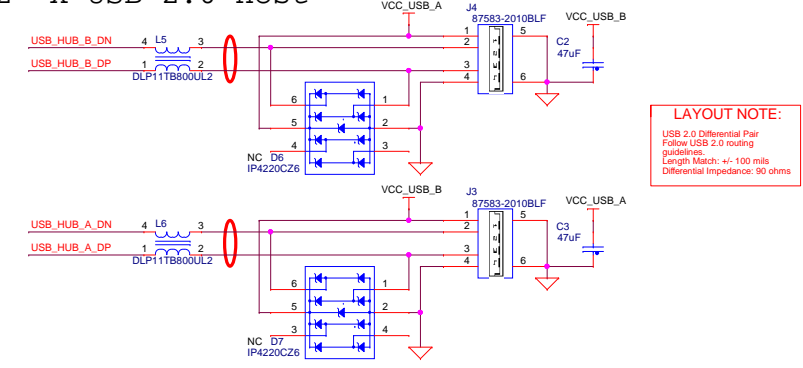 USB 2.0 Host
VCC_USB_A
J4
87583-2010BLF
VCC_USB_B
USB_HUB_B_DN
4
L5
3
1
2
5
C2
47uF
USB_HUB_B_DP
1
2
3
4
6
DLP11TB800UL2
6
1
5
2
4
3
NC
D6
IP4220CZ6
LAYOUT NOTE:
USB 2.0 Differential Pair
Follow USB 2.0 routing
guidelines.
Length Match: +/- 100 mils
Differential Impedance: 90 ohms
VCC_USB_B
J3
87583-2010BLF
VCC_USB_A
USB_HUB_A_DN
4
L6
3
1
2
5
C3
47uF
USB_HUB_A_DP
1
2
3
4
6
DLP11TB800UL2
6
1
5
2
3
4
NC
D7
IP4220CZ6